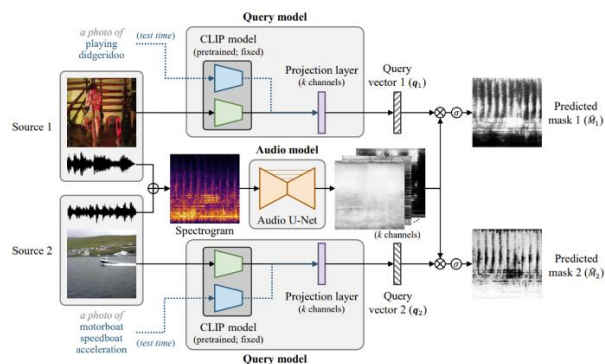 Query model
a photo of
playing
didgeridoo
(test time)
CLIP model
(pretrained; fixed)
Projection layer
(k channels)
Query
vector 1 (q₁)
Predicted
mask 1 (M̂₁)
σ
Source 1
Audio model
Spectrogram
Audio U-Net
(k channels)
Source 2
σ
Predicted
mask 2 (M̂₂)
Projection layer
(k channels)
Query
vector 2 (q₂)
a photo of
motorboat
speedboat
acceleration
(test time)
CLIP model
(pretrained; fixed)
Query model